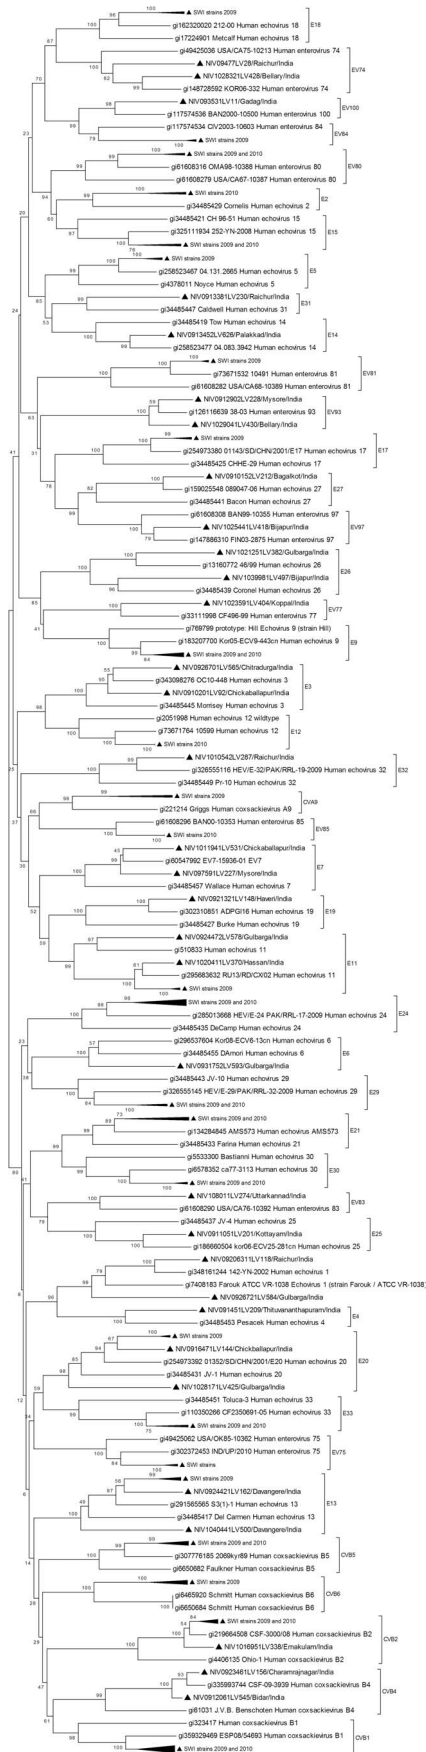 ▲ SWI strains 2009
gi162320020 212-00 Human echovirus 18
gi17224901 Metcalf Human echovirus 18
E18
gi49425036 USA/CA75-10213 Human enterovirus 74
▲ NIV09477LV28/Raichur/India
▲ NIV1028321LV428/Bellary/India
gi148728592 KOR06-332 Human enterovirus 74
EV74
▲ NIV093531LV11/Gadag/India
gi117574536 BAN2000-10500 Human enterovirus 100
EV100
gi117574534 CIV2003-10603 Human enterovirus 84
▲ SWI strains 2009
EV84
▲ SWI strains 2009 and 2010
gi61608316 OMA98-10388 Human enterovirus 80
gi61608279 USA/CA67-10387 Human enterovirus 80
EV80
▲ SWI strains 2010
gi34485429 Cornelis Human echovirus 2
E2
gi34485421 CH 96-51 Human echovirus 15
gi325111934 252-YN-2008 Human echovirus 15
▲ SWI strains 2009 and 2010
E15
▲ SWI strains 2009
gi258523467 04.131.2665 Human echovirus 5
gi4378011 Noyce Human echovirus 5
E5
▲ NIV0913381LV230/Raichur/India
gi34485447 Caldwell Human echovirus 31
E31
gi34485419 Tow Human echovirus 14
▲ NIV0913452LV626/Palakkad/India
gi258523477 04.083.3942 Human echovirus 14
E14
▲ SWI strains 2009
gi73671532 10491 Human enterovirus 81
gi61608282 USA/CA68-10389 Human enterovirus 81
EV81
▲ NIV0912902LV228/Mysore/India
gi126116639 38-03 Human enterovirus 93
▲ NIV1029041LV430/Bellary/India
EV93
▲ SWI strains 2009
gi254973380 01143/SD/CHN/2001/E17 Human echovirus 17
gi34485425 CHHE-29 Human echovirus 17
E17
▲ NIV0910152LV212/Bagalkot/India
gi159025548 089047-06 Human echovirus 27
gi34485441 Bacon Human echovirus 27
E27
gi61608308 BAN99-10355 Human enterovirus 97
▲ NIV1025441LV418/Bijapur/India
gi147886310 FIN03-2875 Human enterovirus 97
EV97
▲ NIV1021251LV382/Gulbarga/India
gi13160772 46/99 Human echovirus 26
▲ NIV1039981LV497/Bijapur/India
gi34485439 Coronel Human echovirus 26
E26
▲ NIV1023591LV404/Koppal/India
gi33111998 CF496-99 Human enterovirus 77
EV77
gi769799 prototype: Hill Echovirus 9 (strain Hill)
gi183207700 Kor05-ECV9-443cn Human echovirus 9
▲ SWI strains 2009 and 2010
E9
▲ NIV0926701LV565/Chitradurga/India
gi343098276 OC10-448 Human echovirus 3
▲ NIV0910201LV92/Chickaballapur/India
gi34485445 Morrisey Human echovirus 3
E3
gi2051998 Human echovirus 12 wildtype
gi73671764 10599 Human echovirus 12
▲ SWI strains 2010
E12
▲ NIV1010542LV287/Raichur/India
gi326555116 HEV/E-32/PAK/RRL-19-2009 Human echovirus 32
gi34485449 Pr-10 Human echovirus 32
E32
▲ SWI strains 2009
gi221214 Griggs Human coxsackievirus A9
CVA9
gi61608296 BAN00-10353 Human enterovirus 85
▲ SWI strains 2010
EV85
▲ NIV1011941LV531/Chickaballapur/India
gi60547992 EV7-15936-01 EV7
▲ NIV097591LV227/Mysore/India
gi34485457 Wallace Human echovirus 7
E7
▲ NIV0921321LV148/Haveri/India
gi302310851 ADPGI16 Human echovirus 19
gi34485427 Burke Human echovirus 19
E19
▲ NIV0924472LV578/Gulbarga/India
gi510833 Human echovirus 11
▲ NIV1020411LV370/Hassan/India
gi295683632 RU13/RD/CX/02 Human echovirus 11
▲ SWI strains 2009
E11
SWI strains 2009 and 2010
gi285013668 HEV/E-24 PAK/RRL-17-2009 Human echovirus 24
gi34485435 DeCamp Human echovirus 24
E24
gi296537604 Kor08-ECV6-13cn Human echovirus 6
gi34485455 DAmori Human echovirus 6
▲ NIV0931752LV593/Gulbarga/India
E6
gi34485443 JV-10 Human echovirus 29
gi326555145 HEV/E-29/PAK/RRL-32-2009 Human echovirus 29
▲ SWI strains 2009 and 2010
E29
▲ SWI strains 2009 and 2010
gi134284845 AMS573 Human echovirus AMS573
gi34485433 Farina Human echovirus 21
E21
gi5533300 Bastianni Human echovirus 30
gi6578352 ca77-3113 Human echovirus 30
▲ SWI strains 2009 and 2010
E30
▲ NIV108011LV274/Uttarkannad/India
gi61608290 USA/CA76-10392 Human enterovirus 83
EV83
gi34485437 JV-4 Human echovirus 25
▲ NIV0911051LV201/Kottayam/India
gi186660504 kor06-ECV25-281cn Human echovirus 25
E25
▲ NIV09206311LV118/Raichur/India
gi348161244 142-YN-2002 Human echovirus 1
gi7408183 Farouk ATCC VR-1038 Echovirus 1 (strain Farouk / ATCC VR-1038)
▲ NIV0926721LV584/Gulbarga/India
▲ NIV091451LV209/Thituvananthapuram/India
gi34485453 Pesacek Human echovirus 4
E4
▲ SWI strains 2009
▲ NIV0916471LV144/Chickballapur/India
gi254973392 01352/SD/CHN/2001/E20 Human echovirus 20
gi34485431 JV-1 Human echovirus 20
▲ NIV1028171LV425/Gulbarga/India
E20
gi34485451 Toluca-3 Human echovirus 33
gi110350266 CF2350691-05 Human echovirus 33
▲ SWI strains 2009 and 2010
E33
gi49425062 USA/OK85-10362 Human enterovirus 75
gi302372453 IND/UP/2010 Human enterovirus 75
▲ SWI strains
EV75
▲ SWI strains 2009
▲ NIV0924421LV162/Davangere/India
gi291565565 S3(1)-1 Human echovirus 13
gi34485417 Del Carmen Human echovirus 13
▲ NIV1040441LV500/Davangere/India
E13
▲ SWI strains 2009 and 2010
gi307776185 2069kyr89 Human coxsackievirus B5
gi6650682 Faulkner Human coxsackievirus B5
CVB5
▲ SWI strains 2009
gi6465920 Schmitt Human coxsackievirus B6
gi6650684 Schmitt Human coxsackievirus B6
CVB6
▲ SWI strains 2009 and 2010
gi219664508 CSF-3000/08 Human coxsackievirus B2
▲ NIV1016951LV338/Ernakulam/India
gi4406135 Ohio-1 Human coxsackievirus B2
CVB2
▲ NIV0923461LV156/Charamrajnagar/India
gi335993744 CSF-09-3939 Human coxsackievirus B4
▲ NIV0912061LV545/Bidar/India
gi61031 J.V.B. Benschoten Human coxsackievirus B4
CVB4
gi323417 Human coxsackievirus B1
gi359329469 ESP08/54693 Human coxsackievirus B1
▲ SWI strains 2009 and 2010
CVB1